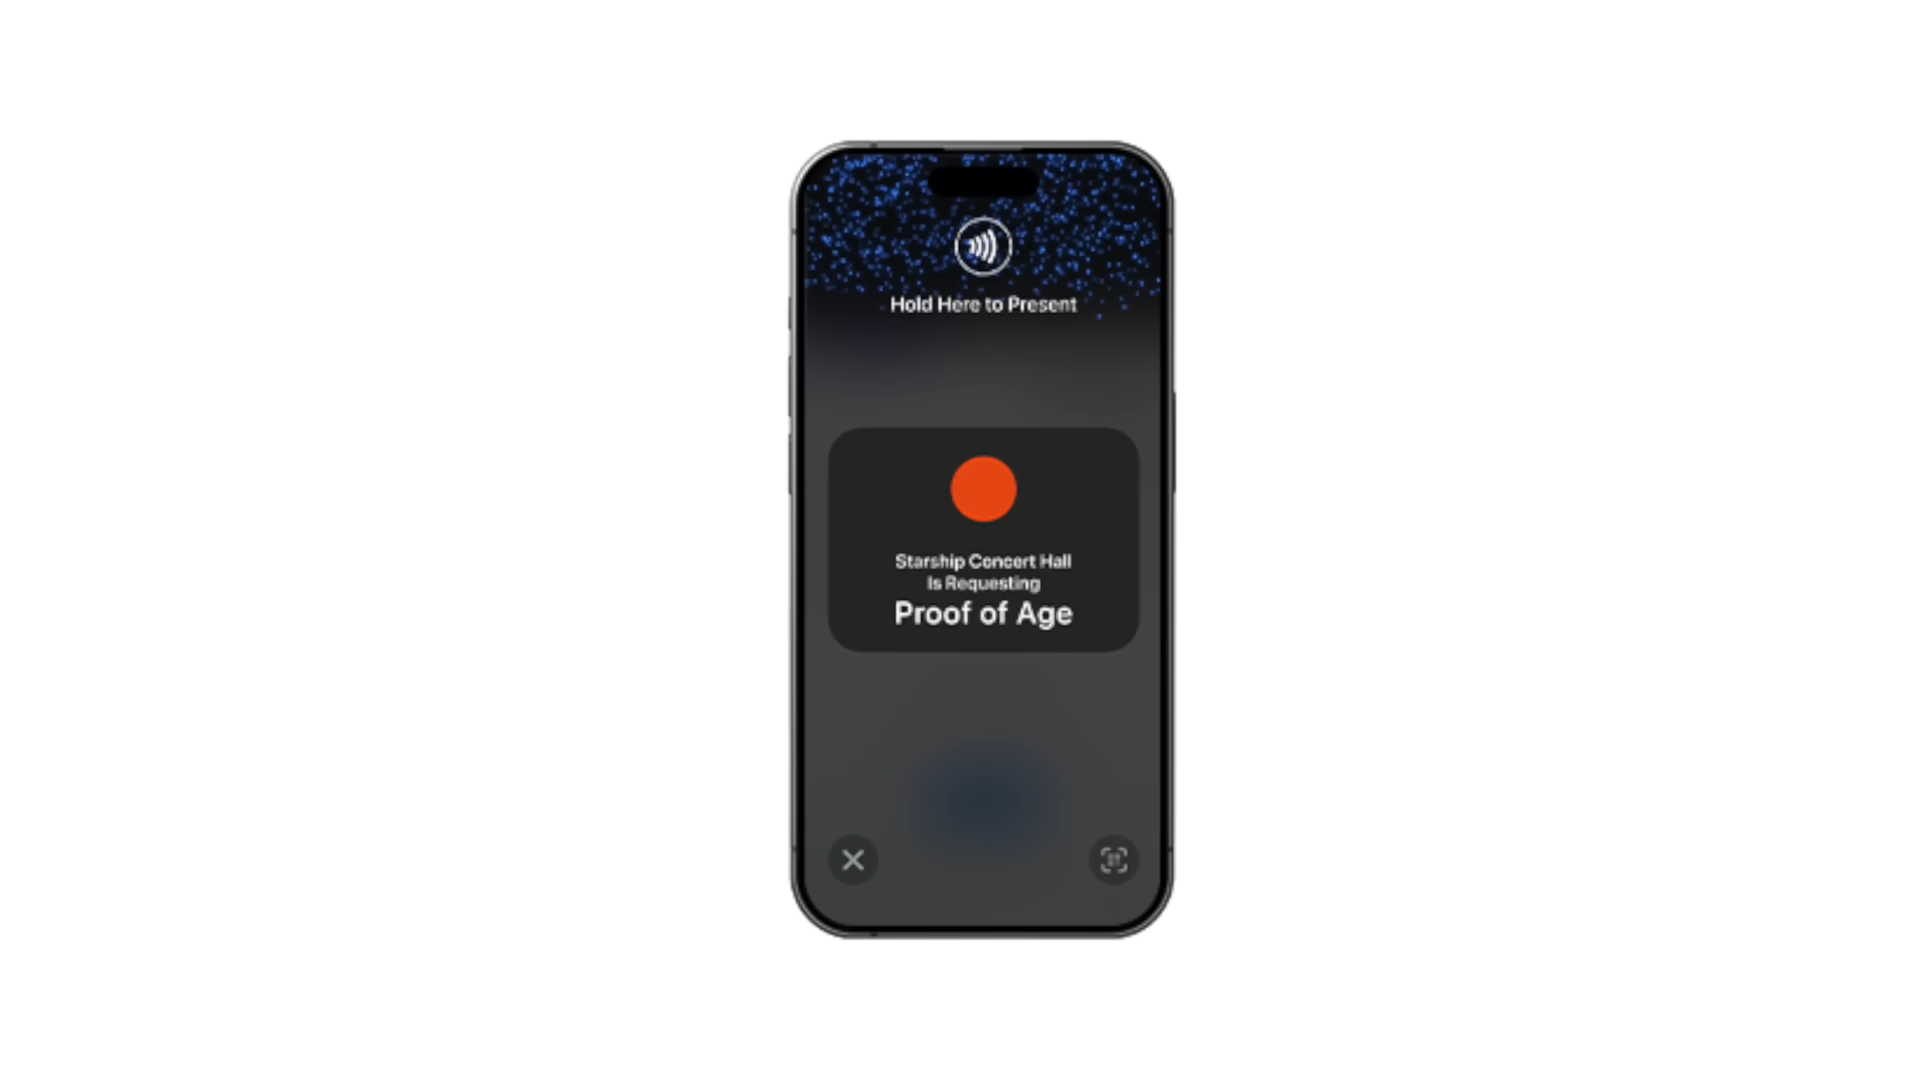 Hold Here to Present
Starship Concert Hall
Is Requesting
Proof of Age